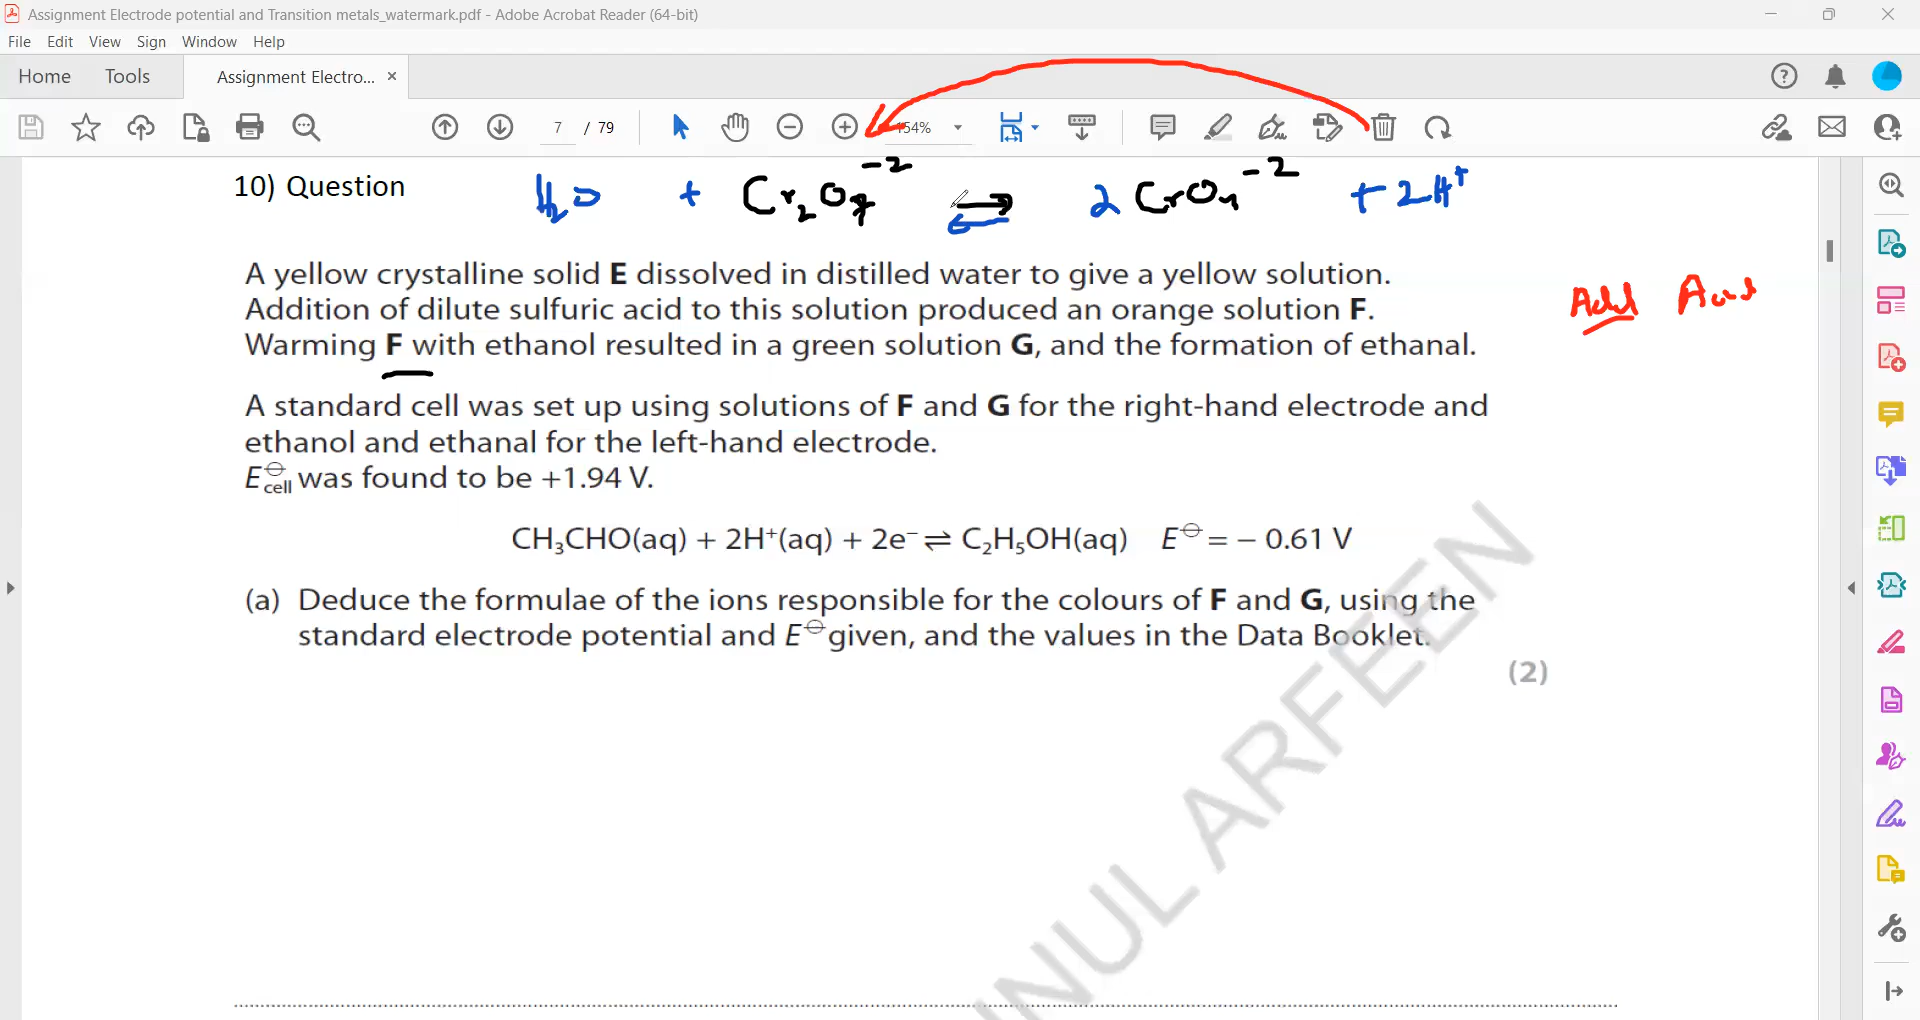 Assignment Electrode potential and Transition metals_watermark.pdf - Adobe Acrobat Reader (64-bit)
File Edit View Sign Window Help
Home Tools Assignment Electro... ×
7 / 79 154%
10) Question
H₂O + Cr₂O₇⁻² ⇌ 2 CrO₄⁻² + 2H⁺
A yellow crystalline solid E dissolved in distilled water to give a yellow solution.
Addition of dilute sulfuric acid to this solution produced an orange solution F.
Warming F with ethanol resulted in a green solution G, and the formation of ethanal.
Add Acid
A standard cell was set up using solutions of F and G for the right-hand electrode and
ethanol and ethanal for the left-hand electrode.
E⦵cell was found to be +1.94 V.
CH₃CHO(aq) + 2H⁺(aq) + 2e⁻ ⇌ C₂H₅OH(aq) E⦵ = − 0.61 V
(a) Deduce the formulae of the ions responsible for the colours of F and G, using the
standard electrode potential and E⦵ given, and the values in the Data Booklet.
(2)
INUL ARFEEN